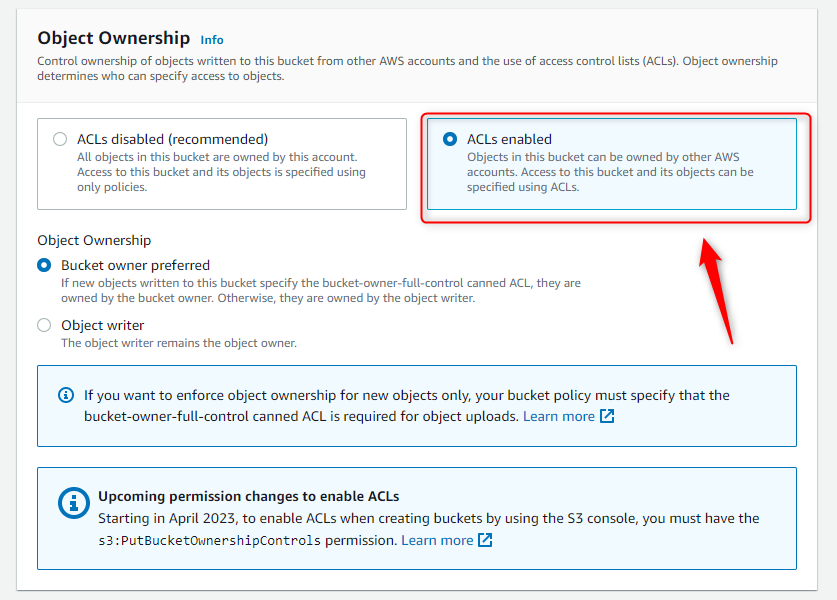 Object Ownership Info
Control ownership of objects written to this bucket from other AWS accounts and the use of access control lists (ACLs). Object ownership
determines who can specify access to objects.
ACLs disabled (recommended)
All objects in this bucket are owned by this account.
Access to this bucket and its objects is specified using
only policies.
ACLs enabled
Objects in this bucket can be owned by other AWS
accounts. Access to this bucket and its objects can be
specified using ACLs.
Object Ownership
Bucket owner preferred
If new objects written to this bucket specify the bucket-owner-full-control canned ACL, they are
owned by the bucket owner. Otherwise, they are owned by the object writer.
Object writer
The object writer remains the object owner.
If you want to enforce object ownership for new objects only, your bucket policy must specify that the
bucket-owner-full-control canned ACL is required for object uploads. Learn more
Upcoming permission changes to enable ACLs
Starting in April 2023, to enable ACLs when creating buckets by using the S3 console, you must have the
s3:PutBucketOwnershipControls permission. Learn more